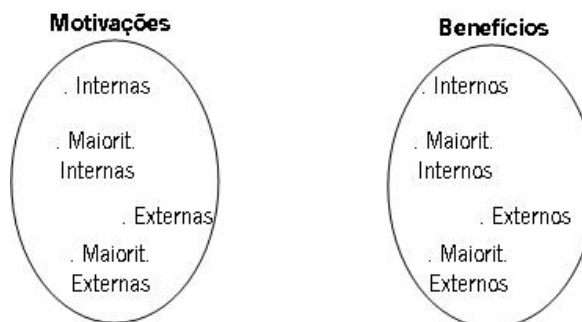 Motivações
. Internas
. Maiorit.
Internas
. Externas
. Maiorit.
Externas
Benefícios
. Internos
. Maiorit.
Internos
. Externos
. Maiorit.
Externos